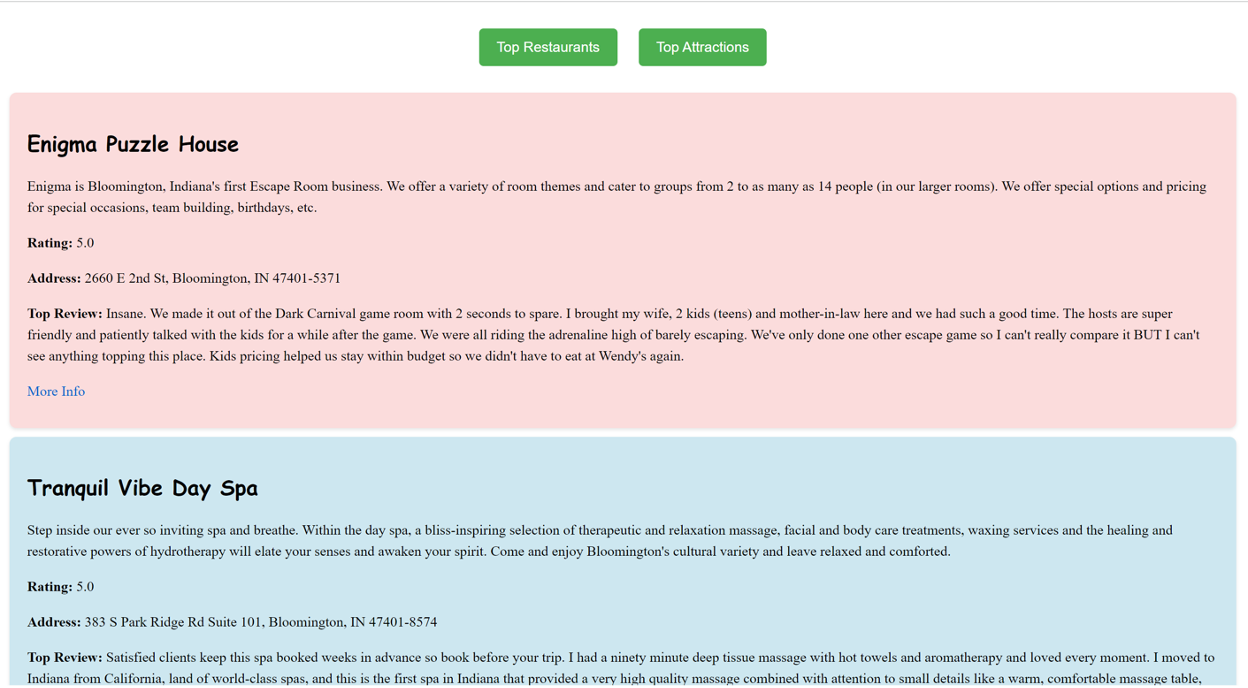 Top Restaurants Top Attractions
Enigma Puzzle House
Enigma is Bloomington, Indiana's first Escape Room business. We offer a variety of room themes and cater to groups from 2 to as many as 14 people (in our larger rooms). We offer special options and pricing
for special occasions, team building, birthdays, etc.
Rating: 5.0
Address: 2660 E 2nd St, Bloomington, IN 47401-5371
Top Review: Insane. We made it out of the Dark Carnival game room with 2 seconds to spare. I brought my wife, 2 kids (teens) and mother-in-law here and we had such a good time. The hosts are super
friendly and patiently talked with the kids for a while after the game. We were all riding the adrenaline high of barely escaping. We've only done one other escape game so I can't really compare it BUT I can't
see anything topping this place. Kids pricing helped us stay within budget so we didn't have to eat at Wendy's again.
More Info
Tranquil Vibe Day Spa
Step inside our ever so inviting spa and breathe. Within the day spa, a bliss-inspiring selection of therapeutic and relaxation massage, facial and body care treatments, waxing services and the healing and
restorative powers of hydrotherapy will elate your senses and awaken your spirit. Come and enjoy Bloomington's cultural variety and leave relaxed and comforted.
Rating: 5.0
Address: 383 S Park Ridge Rd Suite 101, Bloomington, IN 47401-8574
Top Review: Satisfied clients keep this spa booked weeks in advance so book before your trip. I had a ninety minute deep tissue massage with hot towels and aromatherapy and loved every moment. I moved to
Indiana from California, land of world-class spas, and this is the first spa in Indiana that provided a very high quality massage combined with attention to small details like a warm, comfortable massage table,